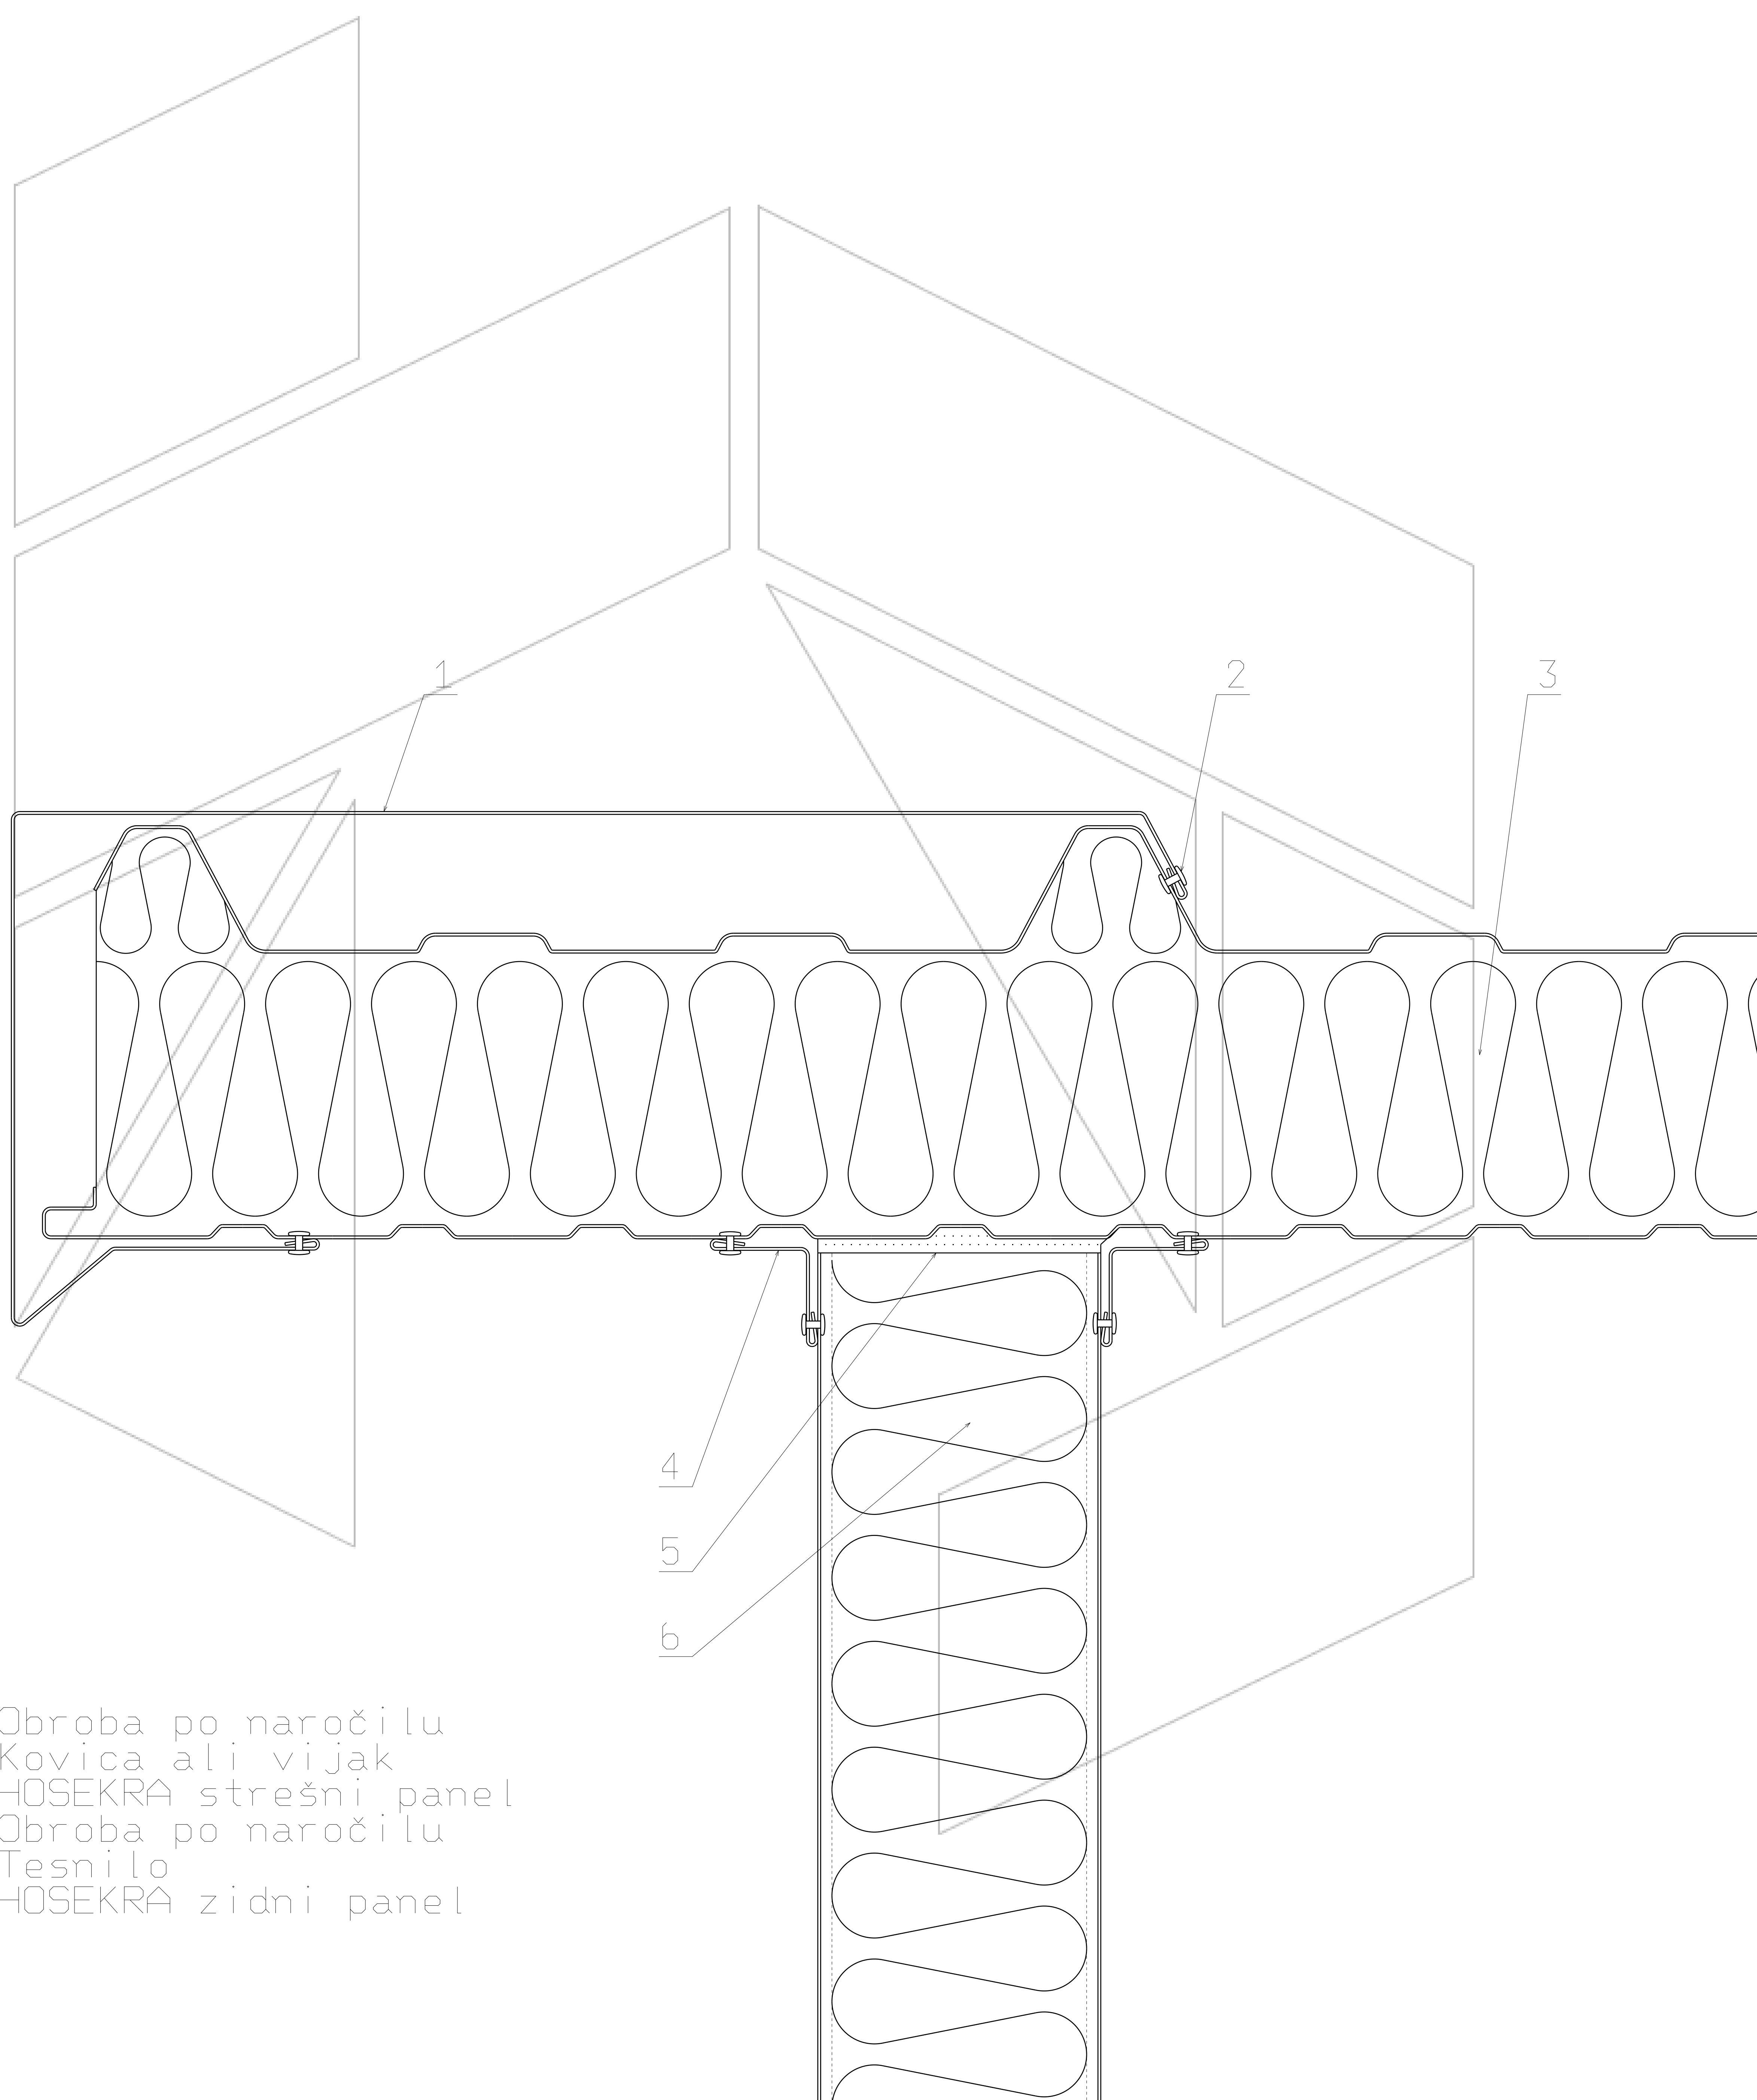 1
2
3
4
5
6
Obroba po naročilu
Kovica ali vijak
HOSEKRA strešni panel
Obroba po naročilu
Tesnilo
HOSEKRA zidni panel